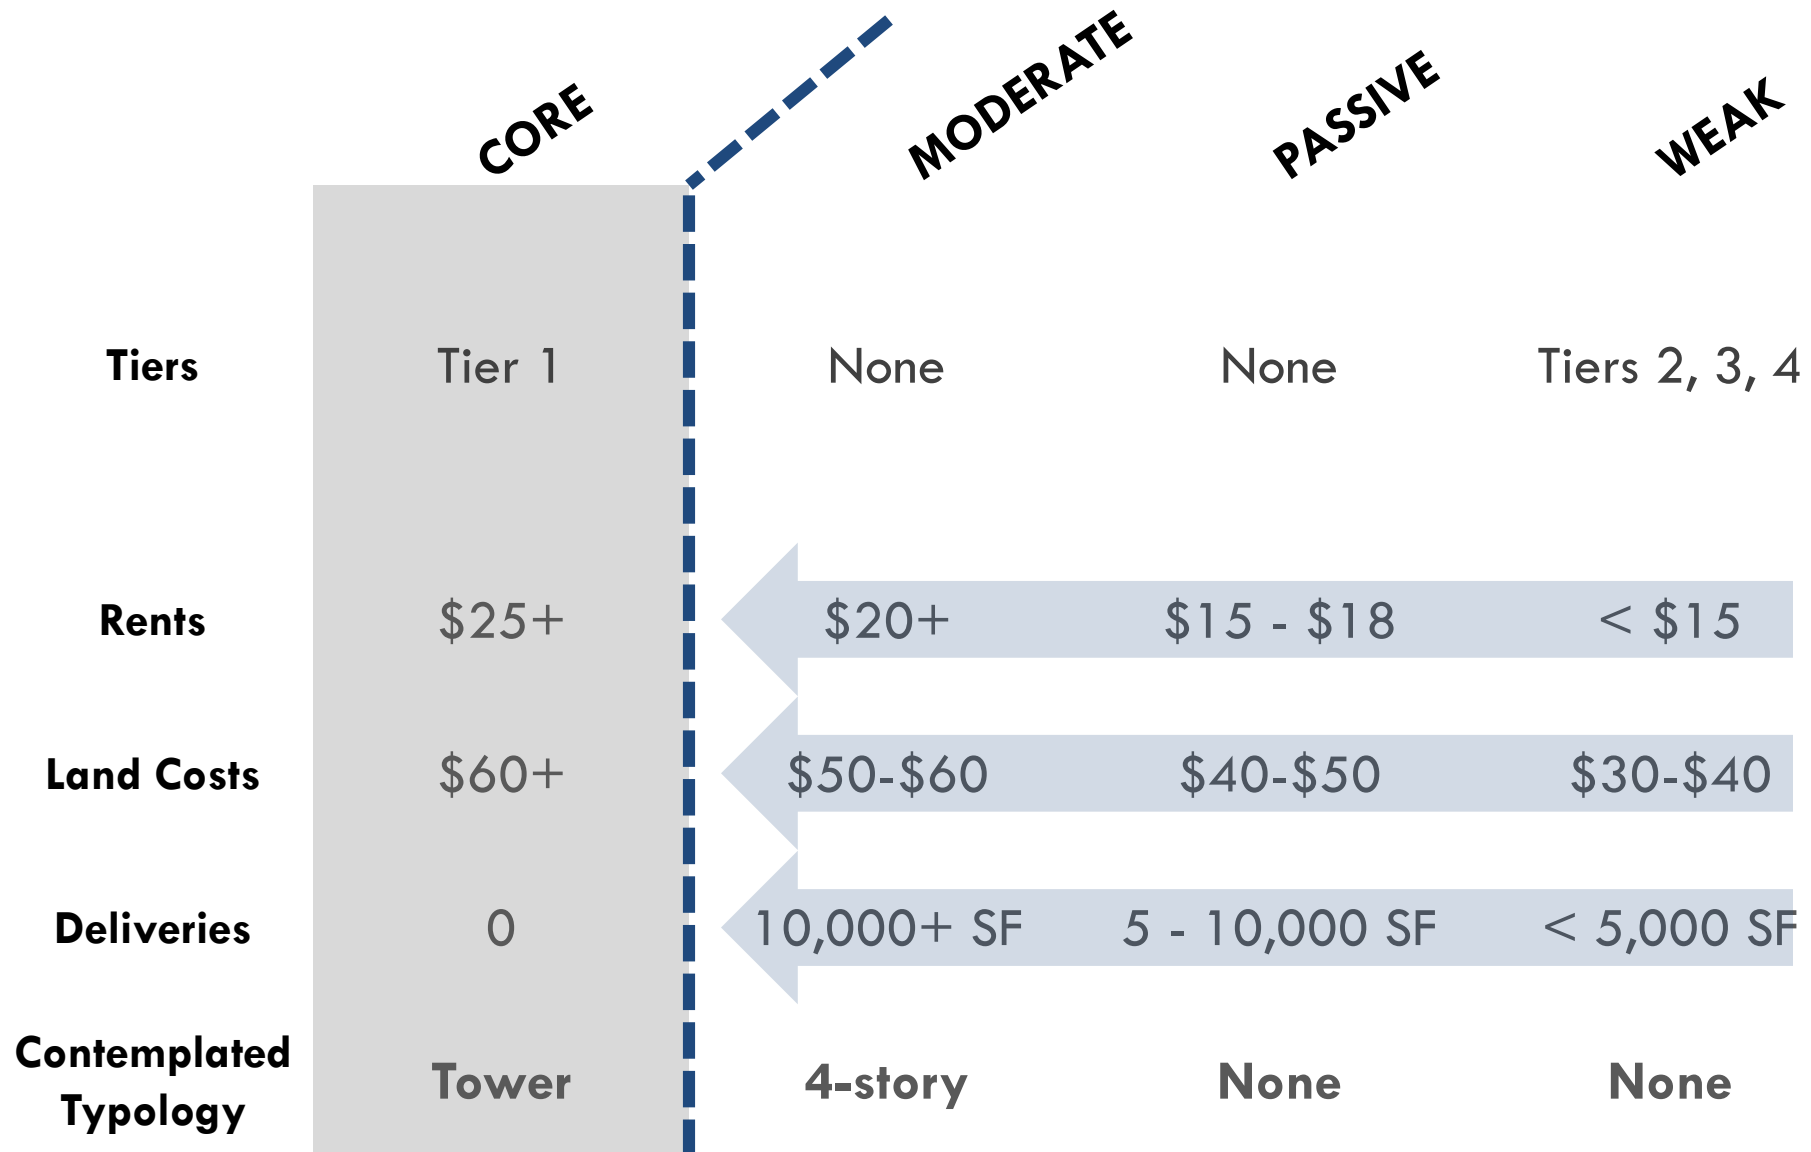 CORE MODERATE PASSIVE WEAK
Tiers Tier 1 None None Tiers 2, 3, 4
Rents $25+ $20+ $15 - $18 < $15
Land Costs $60+ $50-$60 $40-$50 $30-$40
Deliveries 0 10,000+ SF 5 - 10,000 SF < 5,000 SF
Contemplated
Typology Tower 4-story None None